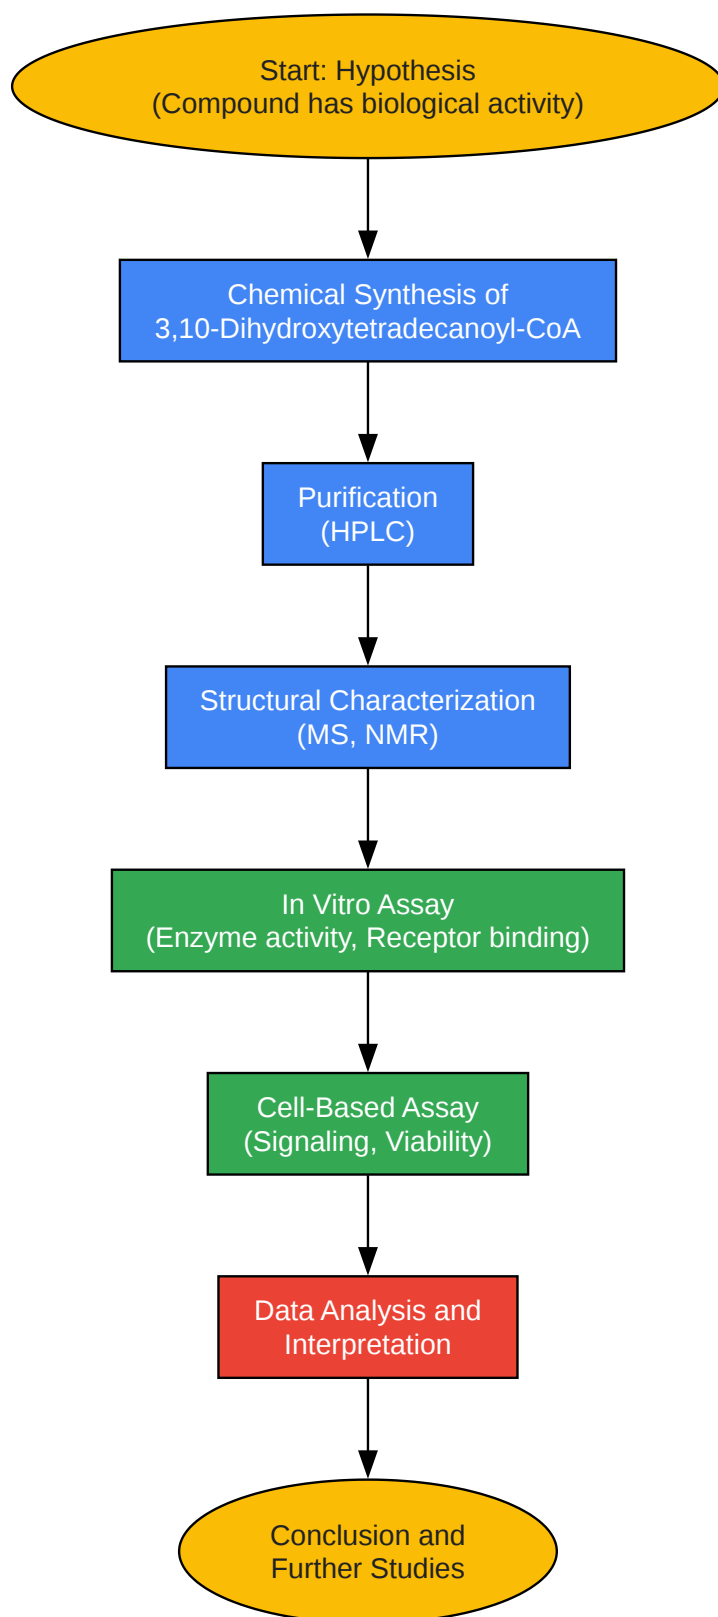 Start: Hypothesis
(Compound has biological activity)
Chemical Synthesis of
3,10-Dihydroxytetradecanoyl-CoA
Purification
(HPLC)
Structural Characterization
(MS, NMR)
In Vitro Assay
(Enzyme activity, Receptor binding)
Cell-Based Assay
(Signaling, Viability)
Data Analysis and
Interpretation
Conclusion and
Further Studies